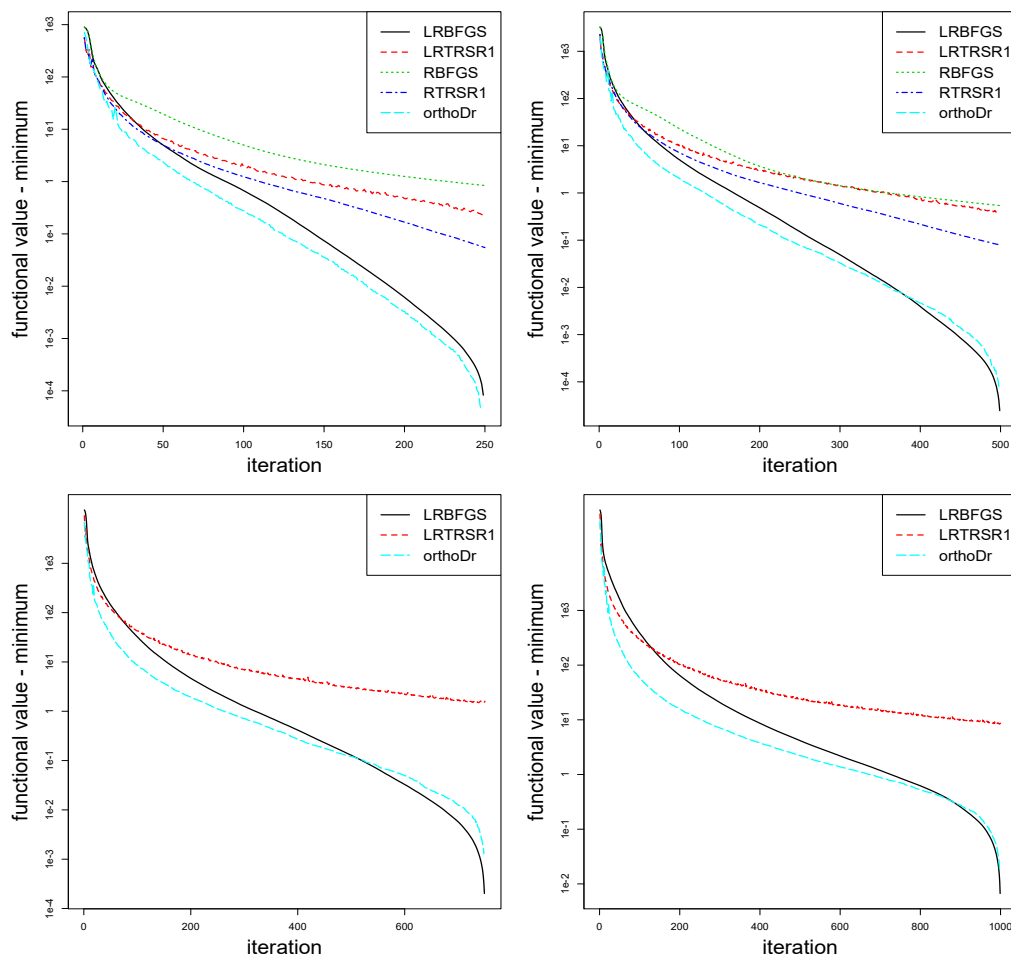 LRBFGS
LRTRSR1
RBFGS
RTRSR1
orthoDr
functional value - minimum
1e3
1e2
1e1
1
1e-1
1e-2
1e-3
1e-4
0 50 100 150 200 250
iteration
LRBFGS
LRTRSR1
RBFGS
RTRSR1
orthoDr
functional value - minimum
1e3
1e2
1e1
1
1e-1
1e-2
1e-3
1e-4
0 100 200 300 400 500
iteration
LRBFGS
LRTRSR1
orthoDr
functional value - minimum
1e3
1e2
1e1
1
1e-1
1e-2
1e-3
1e-4
0 200 400 600
iteration
LRBFGS
LRTRSR1
orthoDr
functional value - minimum
1e3
1e2
1e1
1
1e-1
1e-2
0 200 400 600 800 1000
iteration